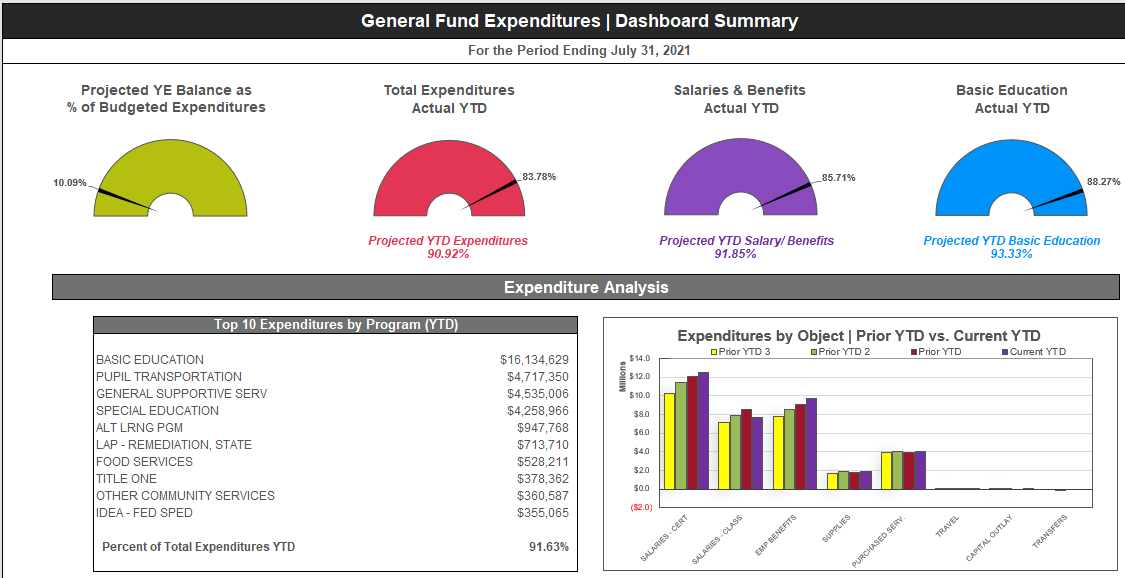 General Fund Expenditures | Dashboard Summary
For the Period Ending July 31, 2021
Projected YE Balance as
% of Budgeted Expenditures
10.09%
Total Expenditures
Actual YTD
83.78%
Projected YTD Expenditures
90.92%
Salaries & Benefits
Actual YTD
85.71%
Projected YTD Salary/ Benefits
91.85%
Basic Education
Actual YTD
88.27%
Projected YTD Basic Education
93.33%
Expenditure Analysis
Top 10 Expenditures by Program (YTD)
BASIC EDUCATION $16,134,629
PUPIL TRANSPORTATION $4,717,350
GENERAL SUPPORTIVE SERV $4,535,006
SPECIAL EDUCATION $4,258,966
ALT LRNG PGM $947,768
LAP - REMEDIATION, STATE $713,710
FOOD SERVICES $528,211
TITLE ONE $378,362
OTHER COMMUNITY SERVICES $360,587
IDEA - FED SPED $355,065
Percent of Total Expenditures YTD 91.63%
Expenditures by Object | Prior YTD vs. Current YTD
Prior YTD 3 Prior YTD 2 Prior YTD Current YTD
Millions
$14.0
$12.0
$10.0
$8.0
$6.0
$4.0
$2.0
$0.0
($2.0)
SALARIES - CERT
SALARIES - CLASS
EMP BENEFITS
SUPPLIES
PURCHASED SERV.
TRAVEL
CAPITAL OUTLAY
TRANSFERS